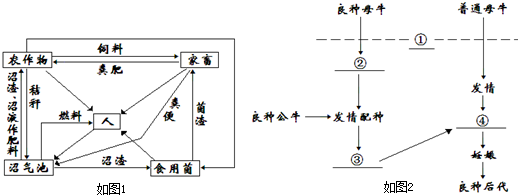 饲料
农作物
家畜
粪肥
秸秆
沼渣、沼液作肥料
燃料
人
粪便
菌渣
沼气池
沼渣
食用菌
如图1
良种母牛
普通母牛
①
②
发情
良种公牛
发情配种
④
③
妊娠
良种后代
如图2